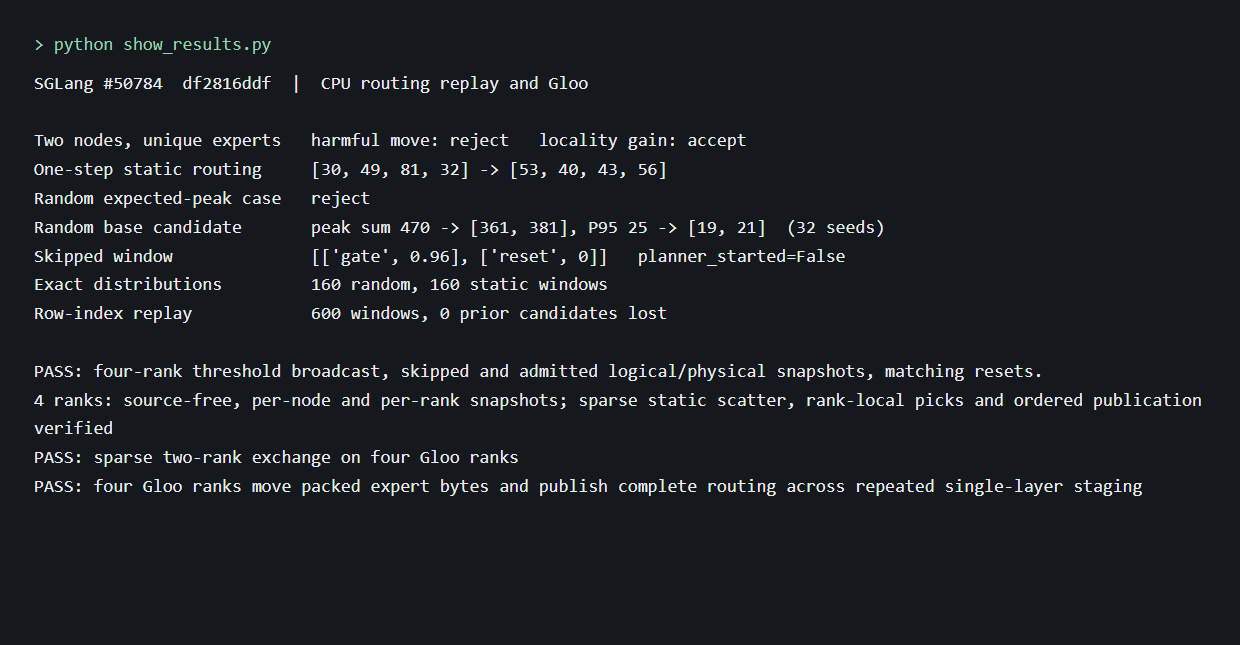 > python show_results.py
SGLang #50784  df2816ddf  |  CPU routing replay and Gloo
Two nodes, unique experts   harmful move: reject   locality gain: accept
One-step static routing     [30, 49, 81, 32] -> [53, 40, 43, 56]
Random expected-peak case   reject
Random base candidate       peak sum 470 -> [361, 381], P95 25 -> [19, 21]  (32 seeds)
Skipped window              [['gate', 0.96], ['reset', 0]]   planner_started=False
Exact distributions         160 random, 160 static windows
Row-index replay            600 windows, 0 prior candidates lost
PASS: four-rank threshold broadcast, skipped and admitted logical/physical snapshots, matching resets.
4 ranks: source-free, per-node and per-rank snapshots; sparse static scatter, rank-local picks and ordered publication
verified
PASS: sparse two-rank exchange on four Gloo ranks
PASS: four Gloo ranks move packed expert bytes and publish complete routing across repeated single-layer staging